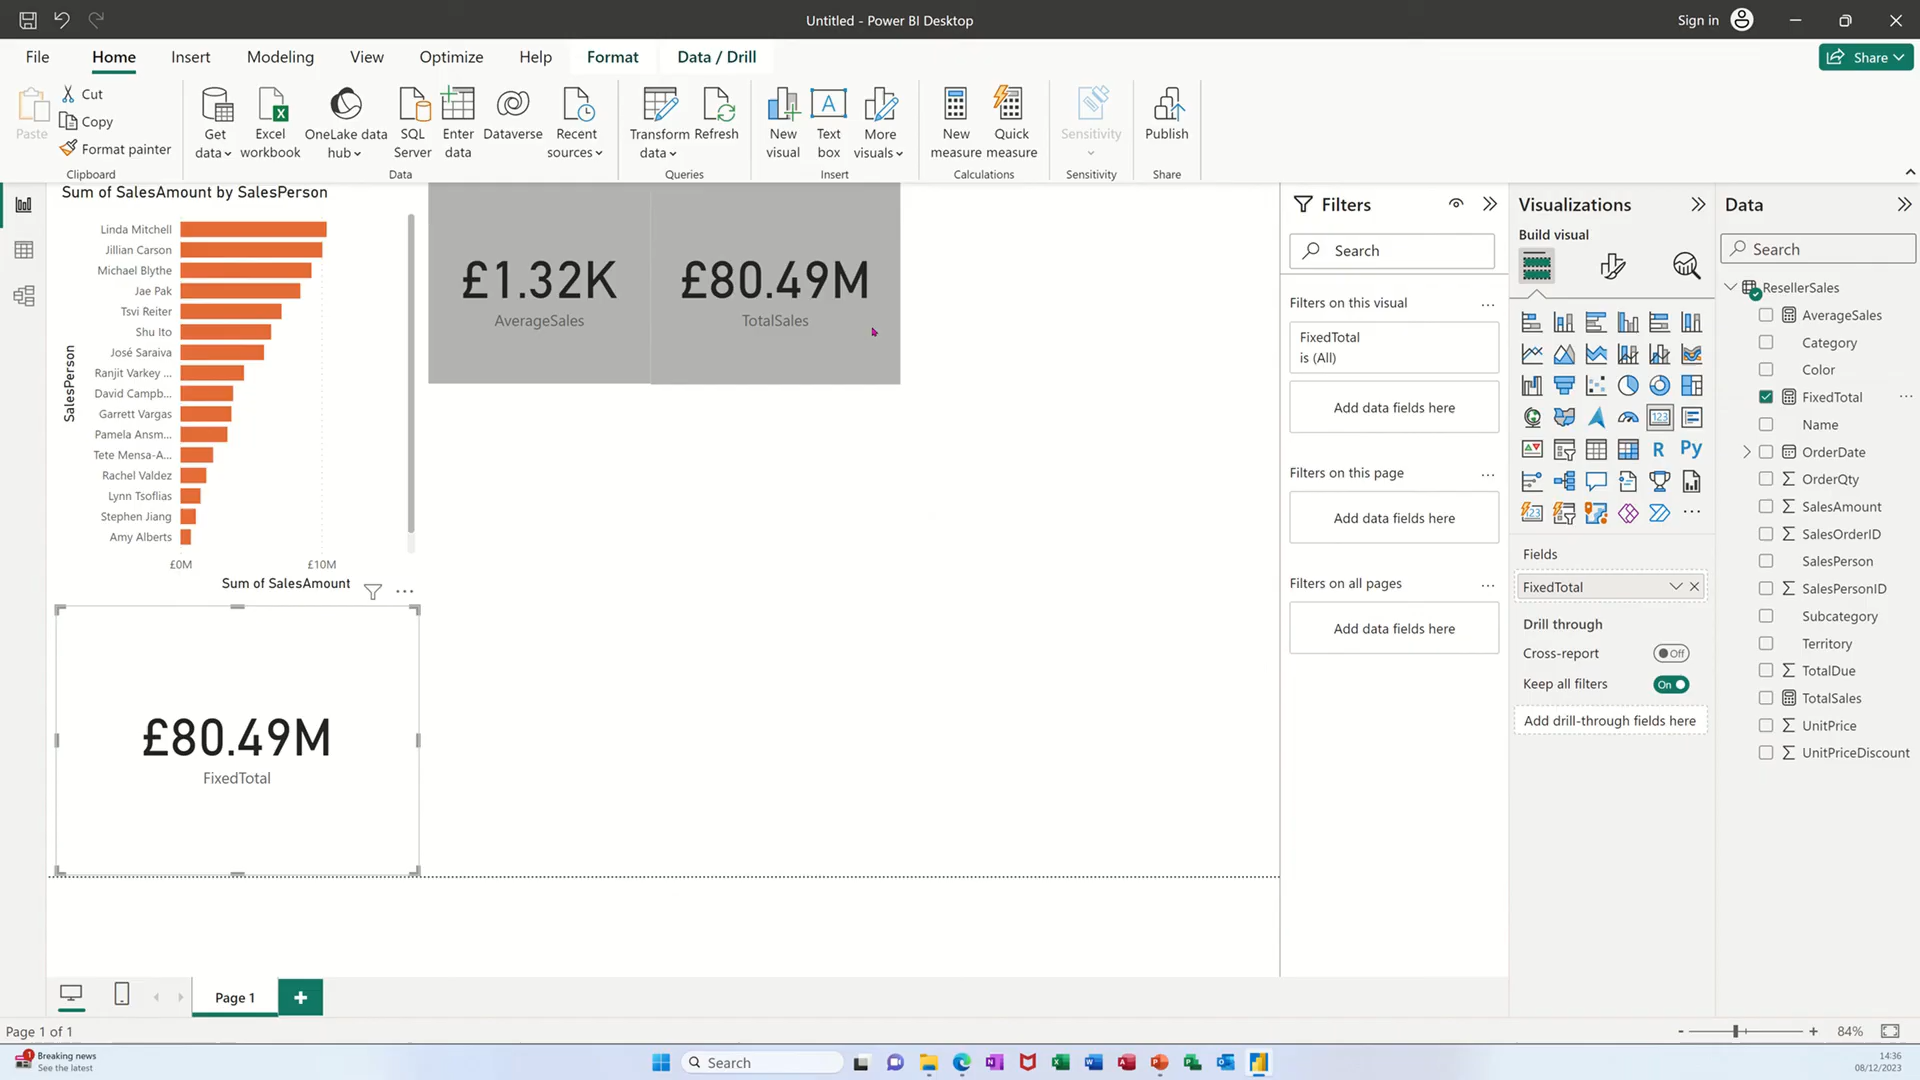 Untitled - Power BI Desktop
Sign in
File
Home
Insert
Modeling
View
Optimize
Help
Format
Data / Drill
Share
Paste
Cut
Copy
Format painter
Clipboard
Get data
Excel workbook
OneLake data hub
SQL Server
Enter data
Dataverse
Recent sources
Data
Transform data
Refresh
Queries
New visual
A
Text box
More visuals
Insert
New measure
Quick measure
Calculations
Sensitivity
Sensitivity
Publish
Share
Sum of SalesAmount by SalesPerson
SalesPerson
Linda Mitchell
Jillian Carson
Michael Blythe
Jae Pak
Tsvi Reiter
Shu Ito
José Saraiva
Ranjit Varkey ...
David Campb...
Garrett Vargas
Pamela Ansm...
Tete Mensa-A...
Rachel Valdez
Lynn Tsoflias
Stephen Jiang
Amy Alberts
£0M
£10M
Sum of SalesAmount
£1.32K
AverageSales
£80.49M
TotalSales
£80.49M
FixedTotal
Filters
Search
Filters on this visual
FixedTotal
is (All)
Add data fields here
Filters on this page
Add data fields here
Filters on all pages
Add data fields here
Visualizations
Build visual
123
R
Py
123
Fields
FixedTotal
Drill through
Cross-report
Off
Keep all filters
On
Add drill-through fields here
Data
Search
ResellerSales
AverageSales
Category
Color
FixedTotal
Name
OrderDate
OrderQty
SalesAmount
SalesOrderID
SalesPerson
SalesPersonID
Subcategory
Territory
TotalDue
TotalSales
UnitPrice
UnitPriceDiscount
Page 1
Page 1 of 1
84%
1
Breaking news
See the latest
Search
14:36
08/12/2023